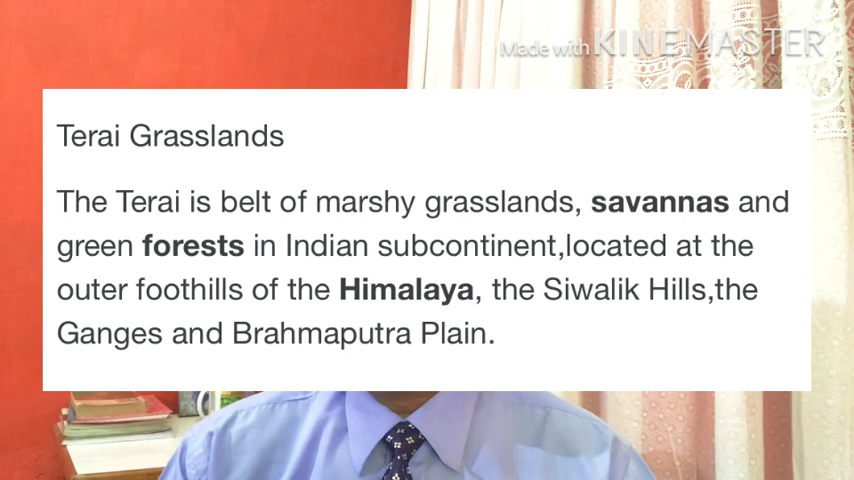 Made with KINEMASTER
Terai Grasslands
The Terai is belt of marshy grasslands, savannas and
green forests in Indian subcontinent,located at the
outer foothills of the Himalaya, the Siwalik Hills,the
Ganges and Brahmaputra Plain.